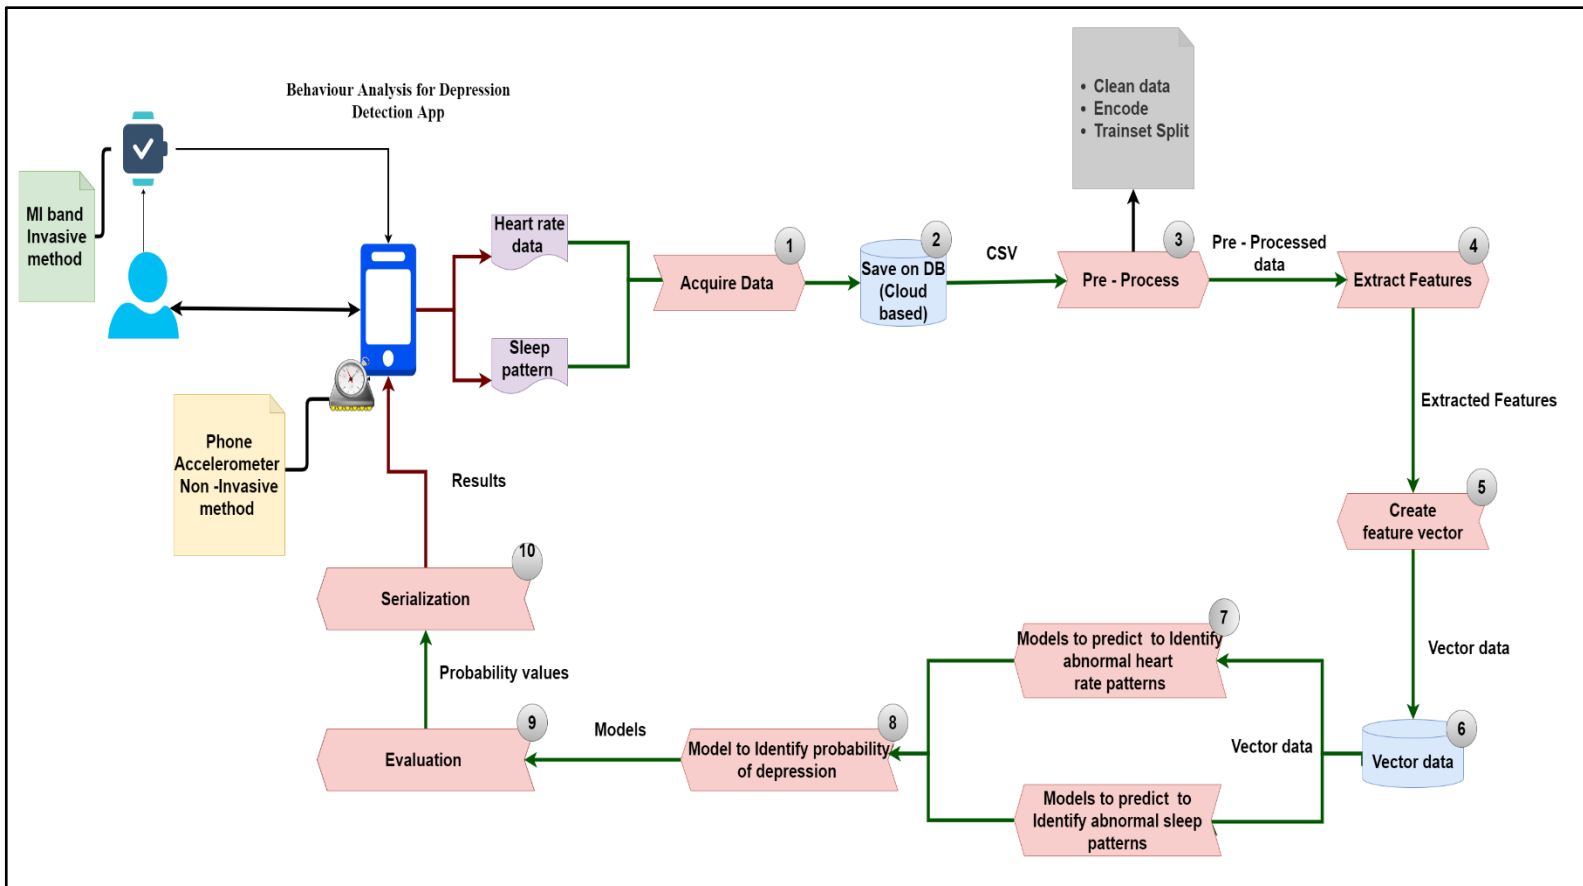 Behaviour Analysis for Depression
Detection App
MI band
Invasive
method
Phone
Accelerometer
Non -Invasive
method
Heart rate
data
Sleep
pattern
1
Acquire Data
2
Save on DB
(Cloud
based)
CSV
• Clean data
• Encode
• Trainset Split
3
Pre - Process
Pre - Processed
data
4
Extract Features
Extracted Features
5
Create
feature vector
Vector data
6
Vector data
Vector data
7
Models to predict to Identify
abnormal heart
rate patterns
Models to predict to
Identify abnormal sleep
patterns
8
Model to Identify probability
of depression
Models
9
Evaluation
Probability values
10
Serialization
Results